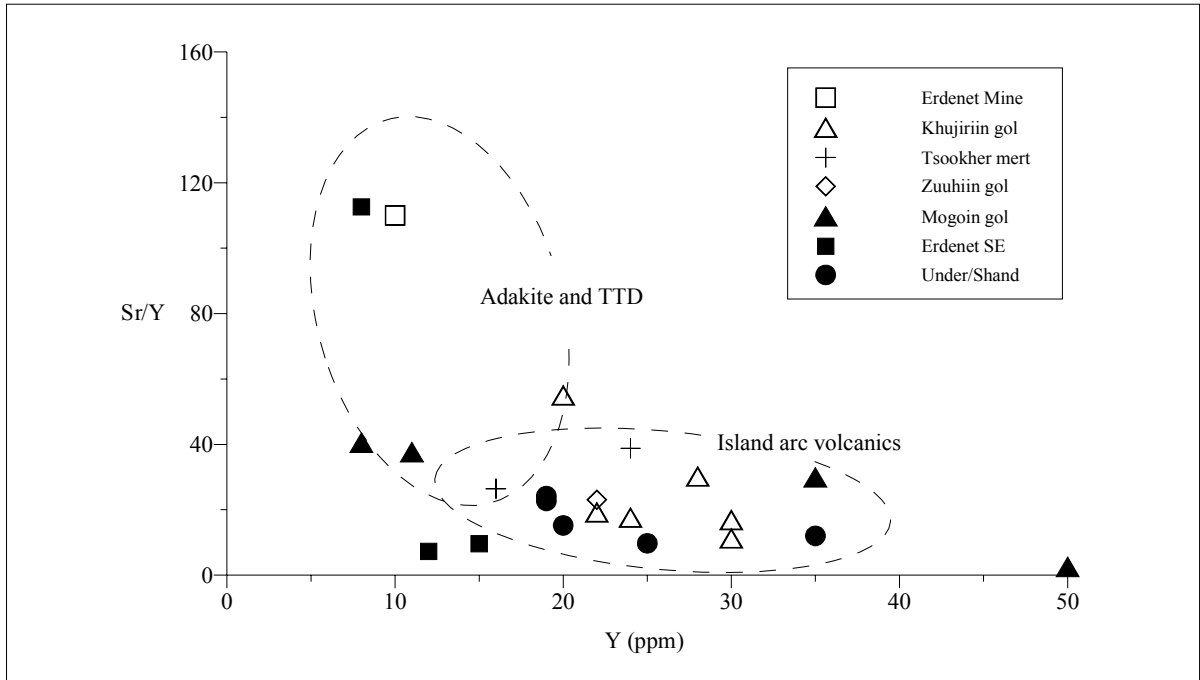 160
120
80
40
0
Sr/Y
0 10 20 30 40 50
Y (ppm)
Adakite and TTD
Island arc volcanics
Erdenet Mine
Khujiriin gol
Tsookher mert
Zuuhiin gol
Mogoin gol
Erdenet SE
Under/Shand